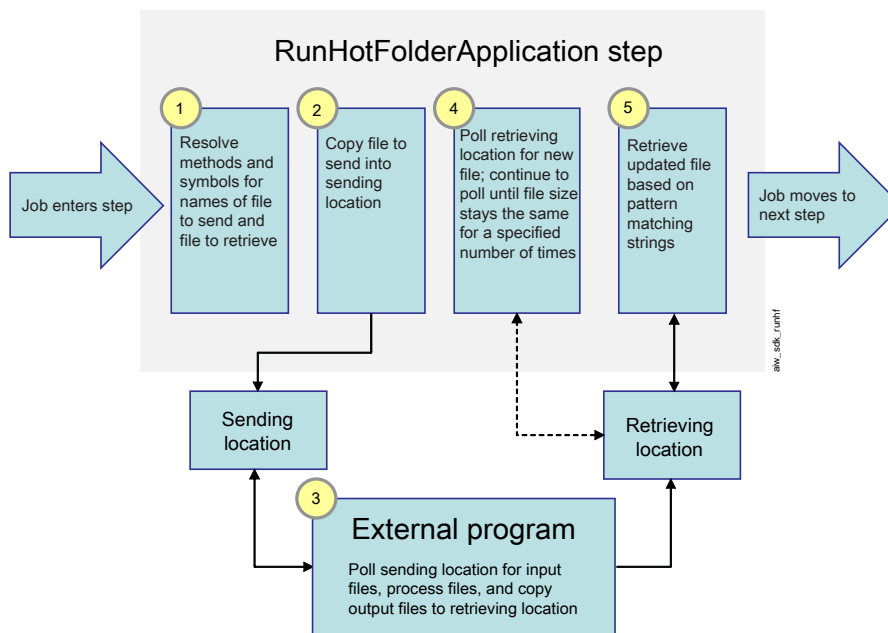 RunHotFolderApplication step
1
2
4
5
Job enters step
Resolve
methods and
symbols for
names of file
to send and
file to retrieve
Copy file to
send into
sending
location
Poll retrieving
location for new
file; continue to
poll until file size
stays the same
for a specified
number of times
Retrieve
updated file
based on
pattern
matching
strings
Job moves to
next step
aiw_sdk_runhf
Sending
location
Retrieving
location
3
External program
Poll sending location for input
files, process files, and copy
output files to retrieving location